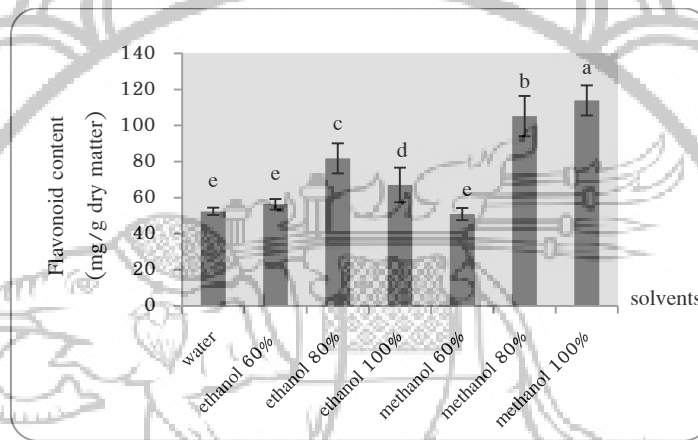 Flavonoid content
(mg/g dry matter)
140
120
100
80
60
40
20
0
e
e
c
d
e
b
a
water
ethanol 60%
ethanol 80%
ethanol 100%
methanol 60%
methanol 80%
methanol 100%
solvents